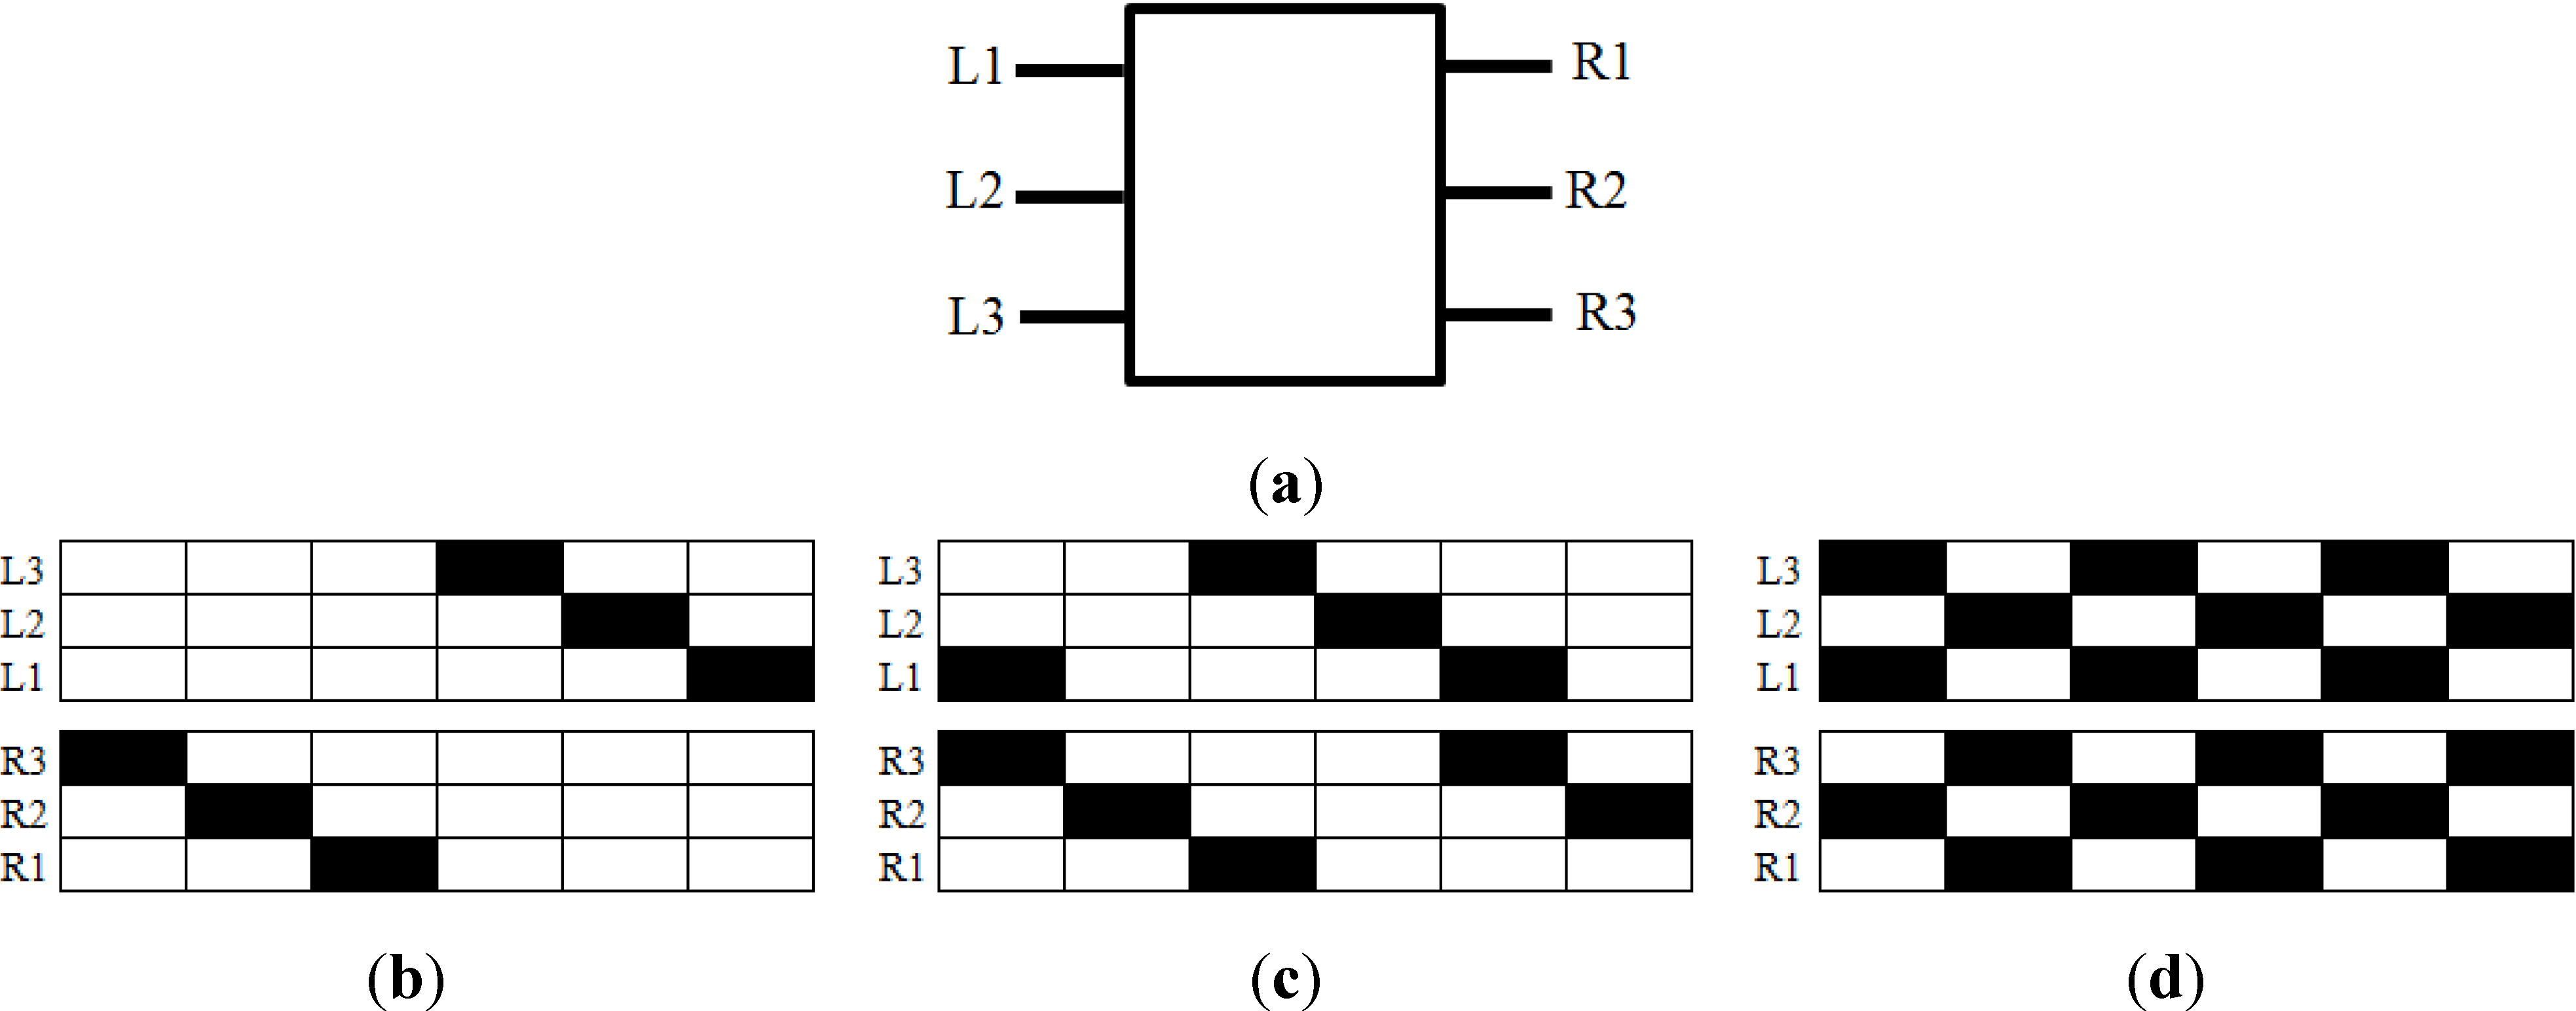 L1 R1
L2 R2
L3 R3
(a)
L3 L3 L3
L2 L2 L2
L1 L1 L1
R3 R3 R3
R2 R2 R2
R1 R1 R1
(b) (c) (d)